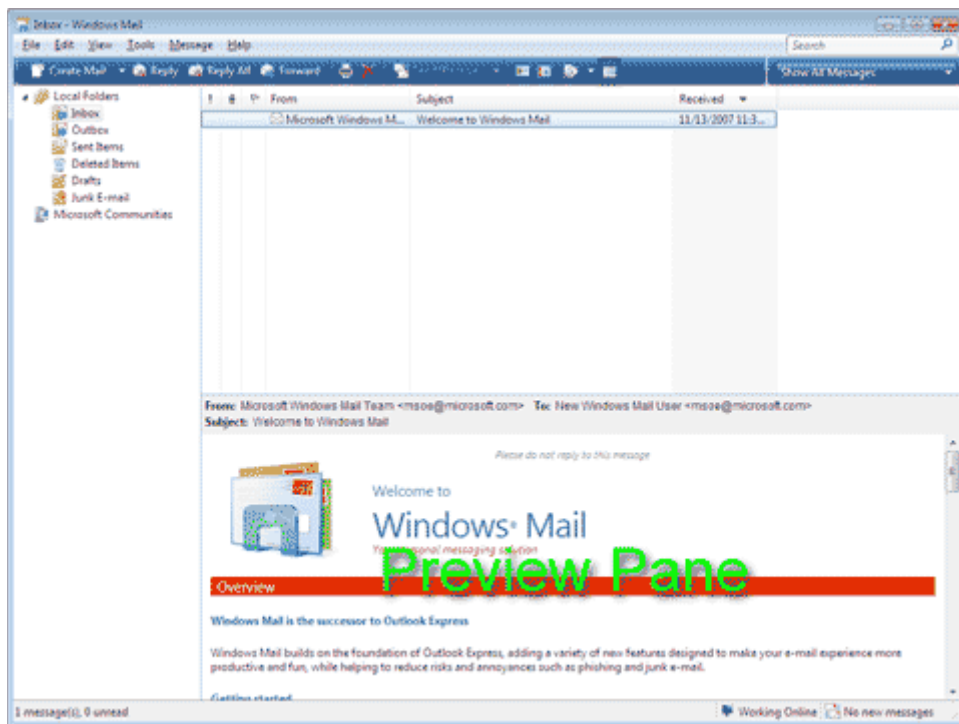 Inbox - Windows Mail
File Edit View Tools Message Help
Search
Create Mail Reply Reply All Forward
Show All Messages
Local Folders
Inbox
Outbox
Sent Items
Deleted Items
Drafts
Junk E-mail
Microsoft Communities
! From Subject Received
Microsoft Windows M... Welcome to Windows Mail 11/13/2007 11:3...
From: Microsoft Windows Mail Team <msoe@microsoft.com> To: New Windows Mail User <msoe@microsoft.com>
Subject: Welcome to Windows Mail
Please do not reply to this message
Welcome to
Windows Mail
Your personal messaging solution
Preview Pane
Overview
Windows Mail is the successor to Outlook Express
Windows Mail builds on the foundation of Outlook Express, adding a variety of new features designed to make your e-mail experience more
productive and fun, while helping to reduce risks and annoyances such as phishing and junk e-mail.
Getting started
1 message(s), 0 unread
Working Online No new messages